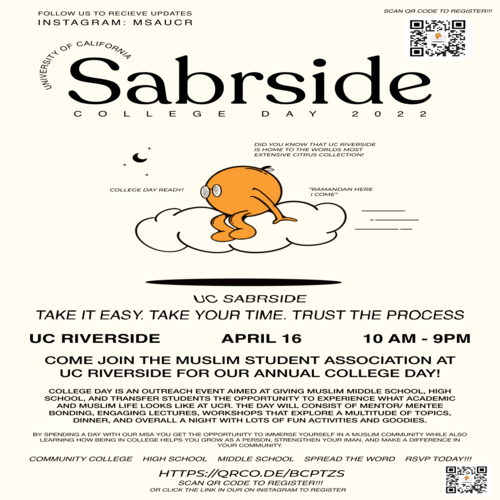 FOLLOW US TO RECIEVE UPDATES
INSTAGRAM: MSAUCR
SCAN QR CODE TO REGISTER!!!
UNIVERSITY OF CALIFORNIA
Sabrside
COLLEGE DAY 2022
DID YOU KNOW THAT UC RIVERSIDE
IS HOME TO THE WORLDS MOST
EXTENSIVE CITRUS COLLECTION!
COLLEGE DAY READY!
"RAMANDAN HERE
I COME"
UC SABRSIDE
TAKE IT EASY. TAKE YOUR TIME. TRUST THE PROCESS
UC RIVERSIDE APRIL 16 10 AM - 9PM
COME JOIN THE MUSLIM STUDENT ASSOCIATION AT
UC RIVERSIDE FOR OUR ANNUAL COLLEGE DAY!
COLLEGE DAY IS AN OUTREACH EVENT AIMED AT GIVING MUSLIM MIDDLE SCHOOL, HIGH
SCHOOL, AND TRANSFER STUDENTS THE OPPORTUNITY TO EXPERIENCE WHAT ACADEMIC
AND MUSLIM LIFE LOOKS LIKE AT UCR. THE DAY WILL CONSIST OF MENTOR/ MENTEE
BONDING, ENGAGING LECTURES, WORKSHOPS THAT EXPLORE A MULTITUDE OF TOPICS,
DINNER, AND OVERALL A NIGHT WITH LOTS OF FUN ACTIVITIES AND GOODIES.
BY SPENDING A DAY WITH OUR MSA YOU GET THE OPPORTUNITY TO IMMERSE YOURSELF IN A MUSLIM COMMUNITY WHILE ALSO
LEARNING HOW BEING IN COLLEGE HELPS YOU GROW AS A PERSON, STRENGTHEN YOUR IMAN, AND MAKE A DIFFERENCE IN
YOUR COMMUNITY.
COMMUNITY COLLEGE HIGH SCHOOL MIDDLE SCHOOL SPREAD THE WORD RSVP TODAY!!!
HTTPS://QRCO.DE/BCPTZS
SCAN QR CODE TO REGISTER!!!
OR CLICK THE LINK IN OUR ON INSTAGRAM TO REGISTER